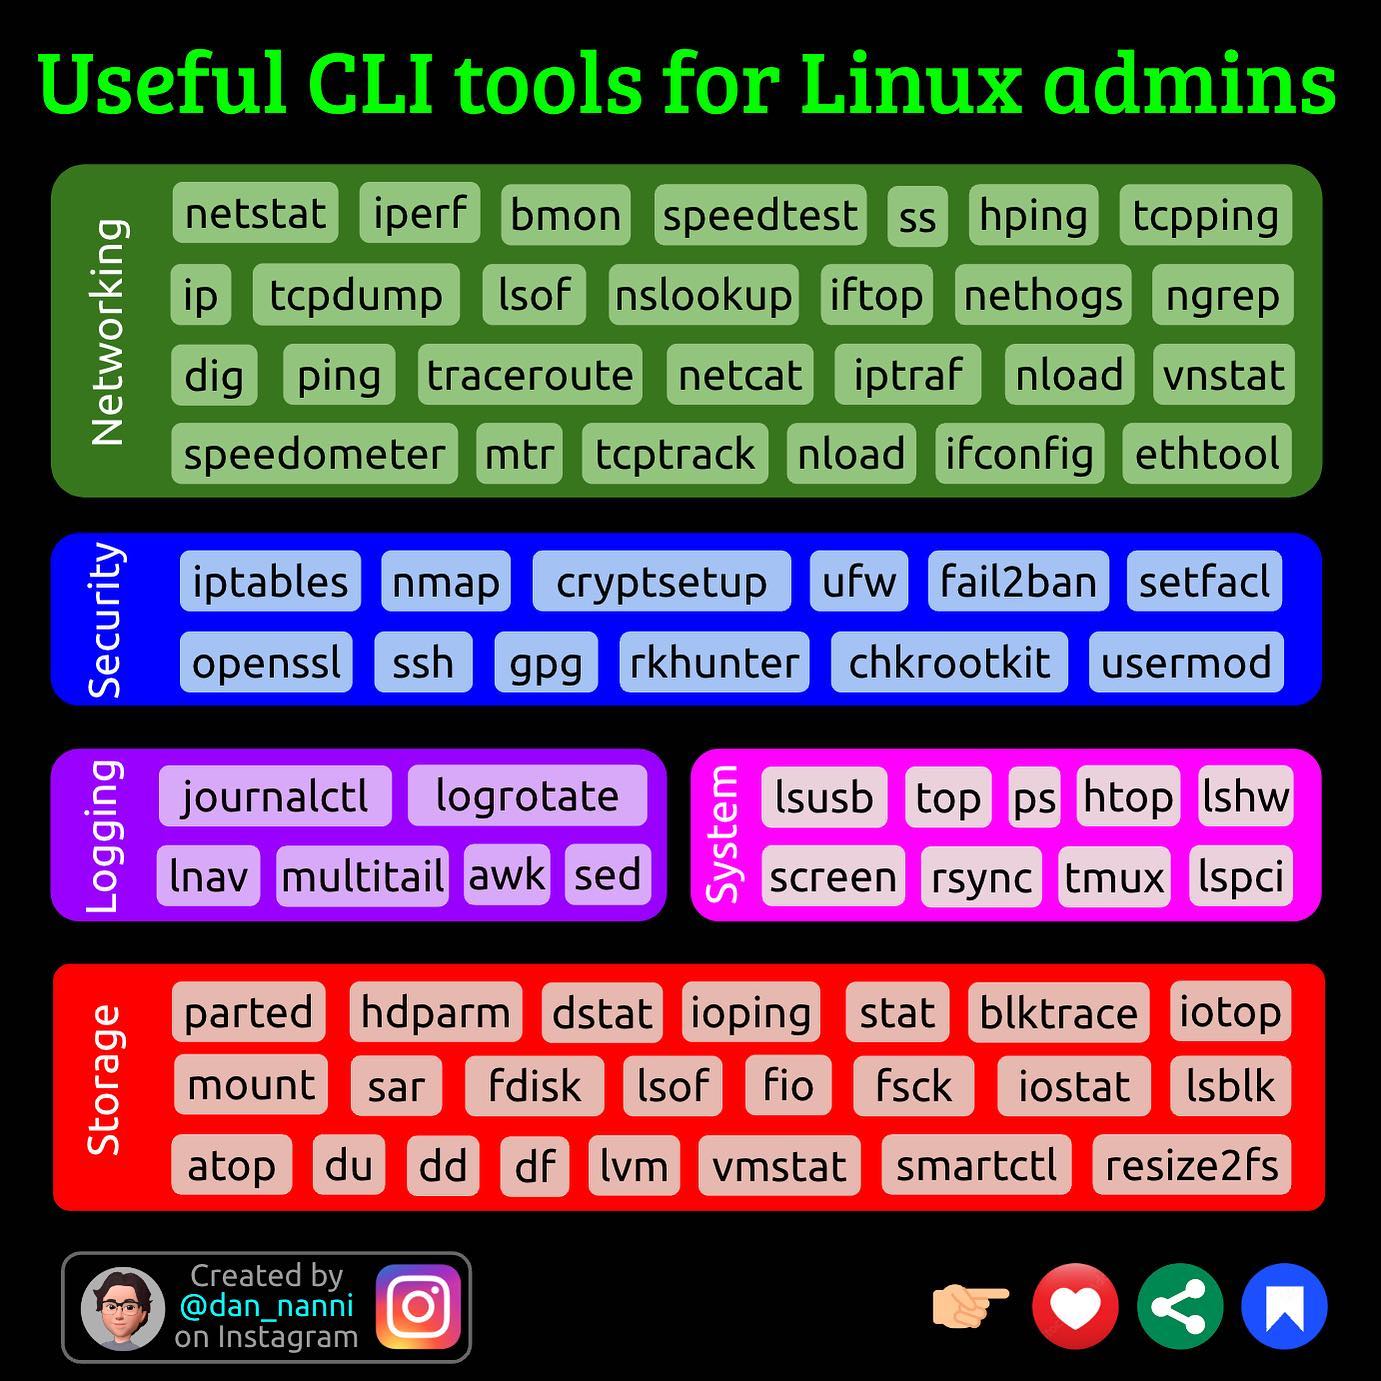 Useful CLI tools for Linux admins
Networking
netstat iperf bmon speedtest ss hping tcpping
ip tcpdump lsof nslookup iftop nethogs ngrep
dig ping traceroute netcat iptraf nload vnstat
speedometer mtr tcptrack nload ifconfig ethtool
Security
iptables nmap cryptsetup ufw fail2ban setfacl
openssl ssh gpg rkhunter chkrootkit usermod
Logging
journalctl logrotate
lnav multitail awk sed
System
lsusb top ps htop lshw
screen rsync tmux lspci
Storage
parted hdparm dstat ioping stat blktrace iotop
mount sar fdisk lsof fio fsck iostat lsblk
atop du dd df lvm vmstat smartctl resize2fs
Created by
@dan_nanni
on Instagram